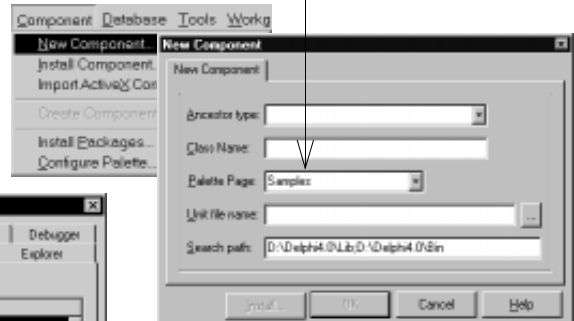 Component Database Tools Workg
New Component...
Install Component.
Import ActiveX Con
Create Component
Install Packages...
Configure Palette...
New Component
New Component
Ancestor type:
Class Name:
Palette Page: Samples
Unit file name:
...
Search path: D:\Delphi4.0\Lib;D:\Delphi4.0\Bin
Install... OK Cancel Help
Debugger
Explorer